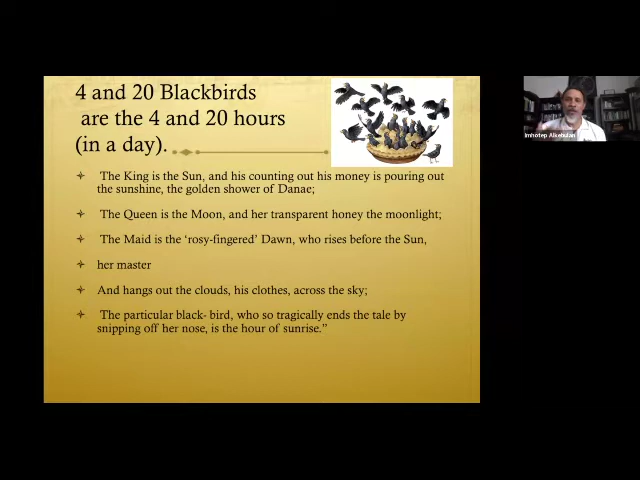 4 and 20 Blackbirds
are the 4 and 20 hours
(in a day).
The King is the Sun, and his counting out his money is pouring out
the sunshine, the golden shower of Danae;
The Queen is the Moon, and her transparent honey the moonlight;
The Maid is the ‘rosy-fingered’ Dawn, who rises before the Sun,
her master
And hangs out the clouds, his clothes, across the sky;
The particular black- bird, who so tragically ends the tale by
snipping off her nose, is the hour of sunrise.”
Imhotep Alkebulan